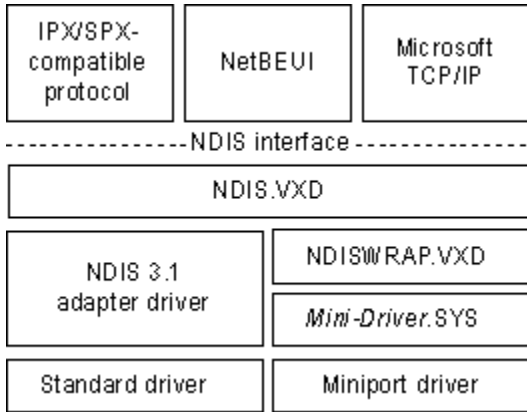 IPX/SPX-
compatible
protocol
NetBEUI
Microsoft
TCP/IP
NDIS interface
NDIS.VXD
NDIS 3.1
adapter driver
NDISWRAP.VXD
Mini-Driver.SYS
Standard driver
Miniport driver